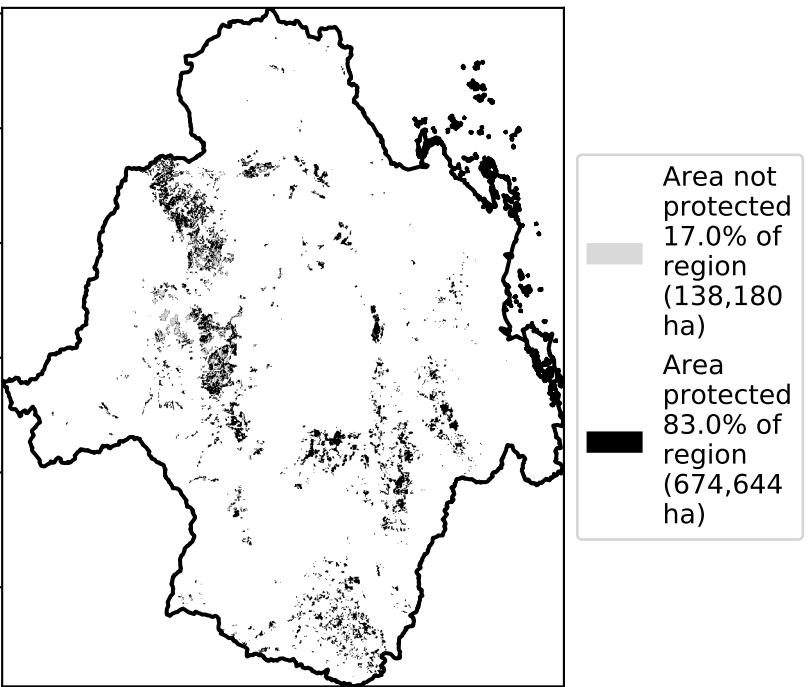 Area not
protected
17.0% of
region
(138,180
ha)
Area
protected
83.0% of
region
(674,644
ha)